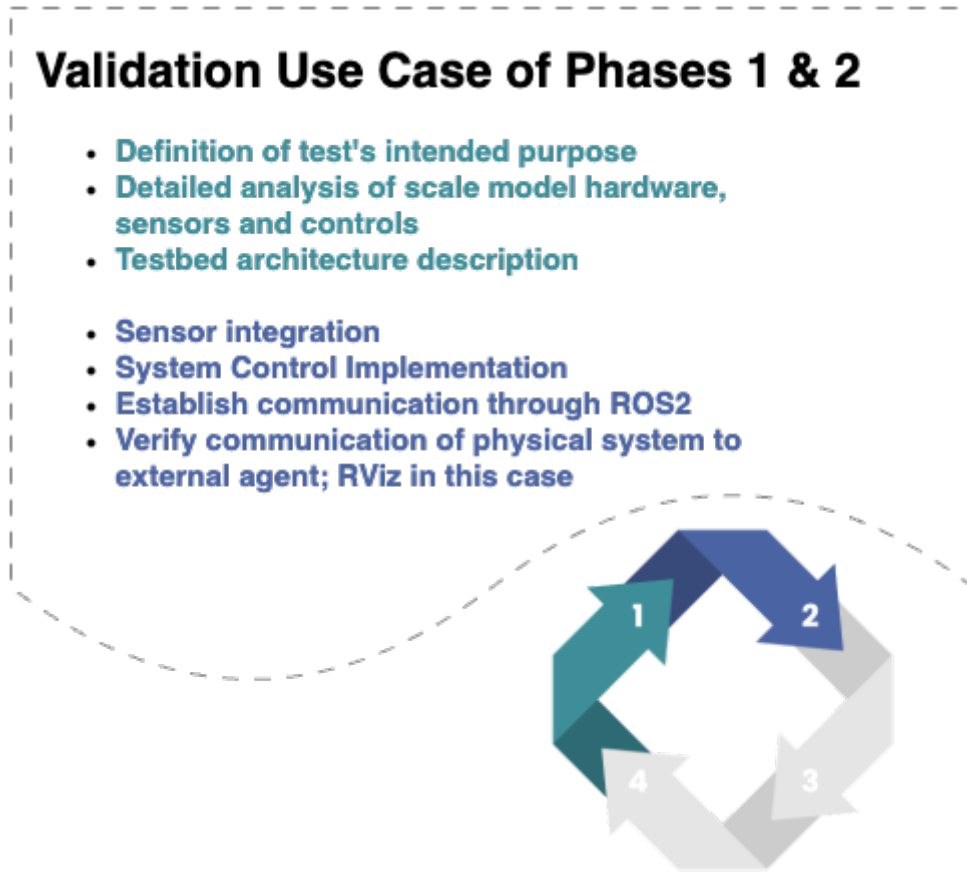 Validation Use Case of Phases 1 & 2
• Definition of test's intended purpose
• Detailed analysis of scale model hardware,
sensors and controls
• Testbed architecture description
• Sensor integration
• System Control Implementation
• Establish communication through ROS2
• Verify communication of physical system to
external agent; RViz in this case
1
2
4
3